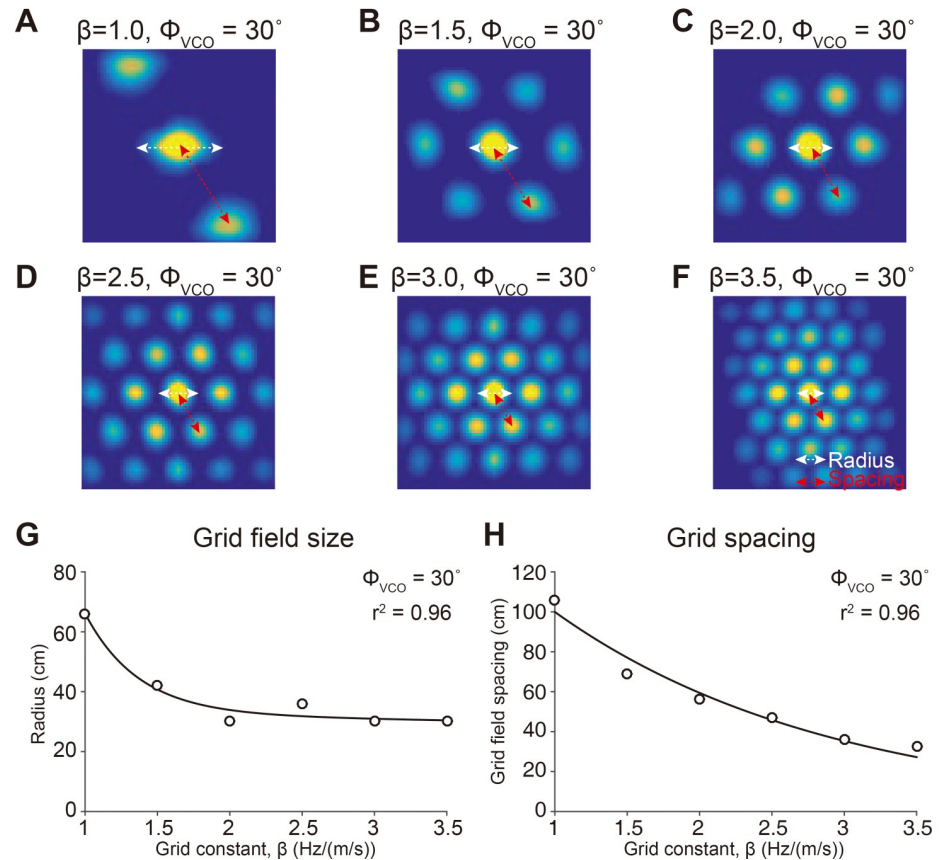 A
β=1.0, Φ_VCO = 30°
B
β=1.5, Φ_VCO = 30°
C
β=2.0, Φ_VCO = 30°
D
β=2.5, Φ_VCO = 30°
E
β=3.0, Φ_VCO = 30°
F
β=3.5, Φ_VCO = 30°
Radius
Spacing
G
Grid field size
Φ_VCO = 30°
r² = 0.96
Radius (cm)
80
60
40
20
0
1 1.5 2 2.5 3 3.5
Grid constant, β (Hz/(m/s))
H
Grid spacing
Φ_VCO = 30°
r² = 0.96
Grid field spacing (cm)
120
100
80
60
40
20
0
1 1.5 2 2.5 3 3.5
Grid constant, β (Hz/(m/s))